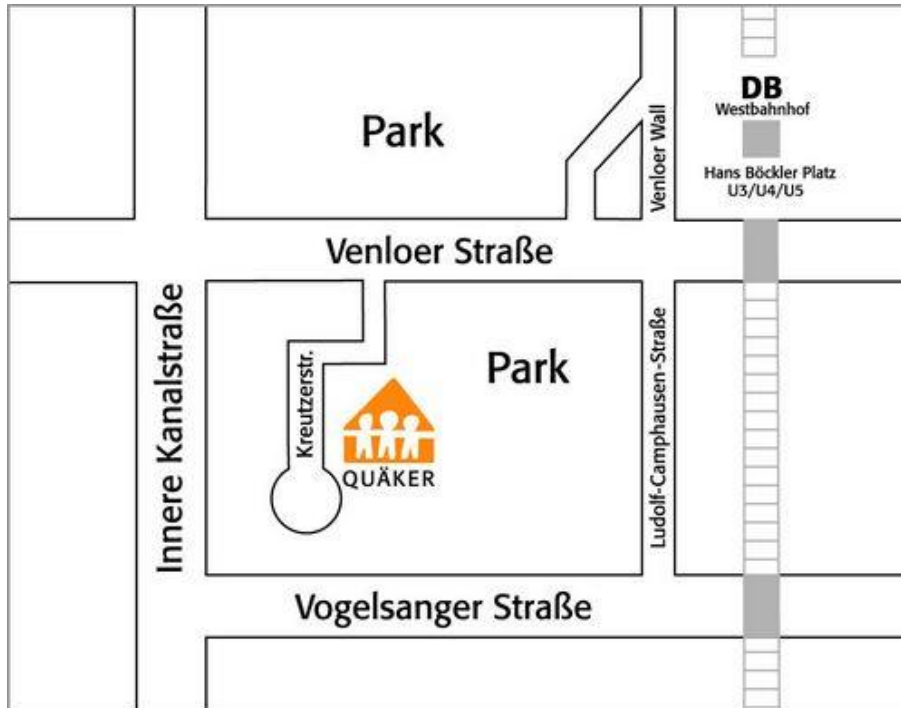 DB
Westbahnhof
Park
Venloer Wall
Hans Böckler Platz
U3/U4/U5
Venloer Straße
Innere Kanalstraße
Kreutzerstr.
Park
Ludolf-Camphausen-Straße
QUÄKER
Vogelsanger Straße